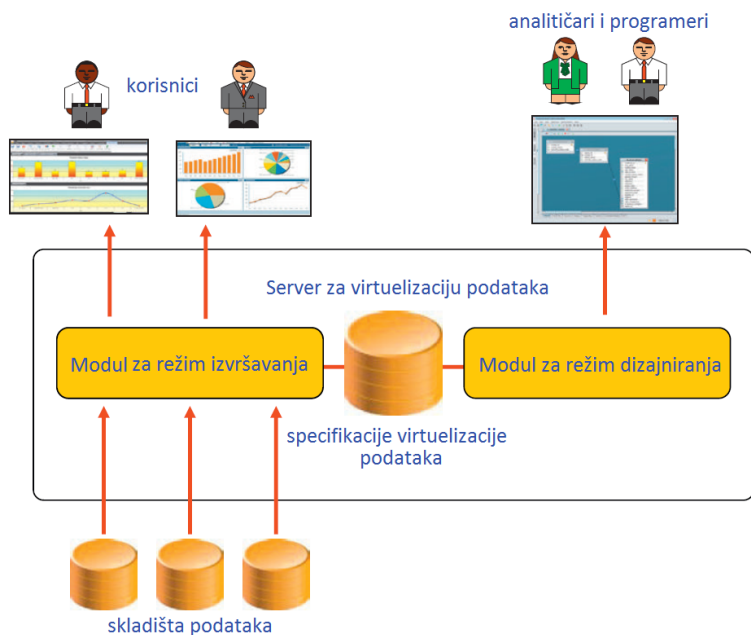 analitičari i programeri
korisnici
Server za virtuelizaciju podataka
Modul za režim izvršavanja
Modul za režim dizajniranja
specifikacije virtuelizacije
podataka
skladišta podataka